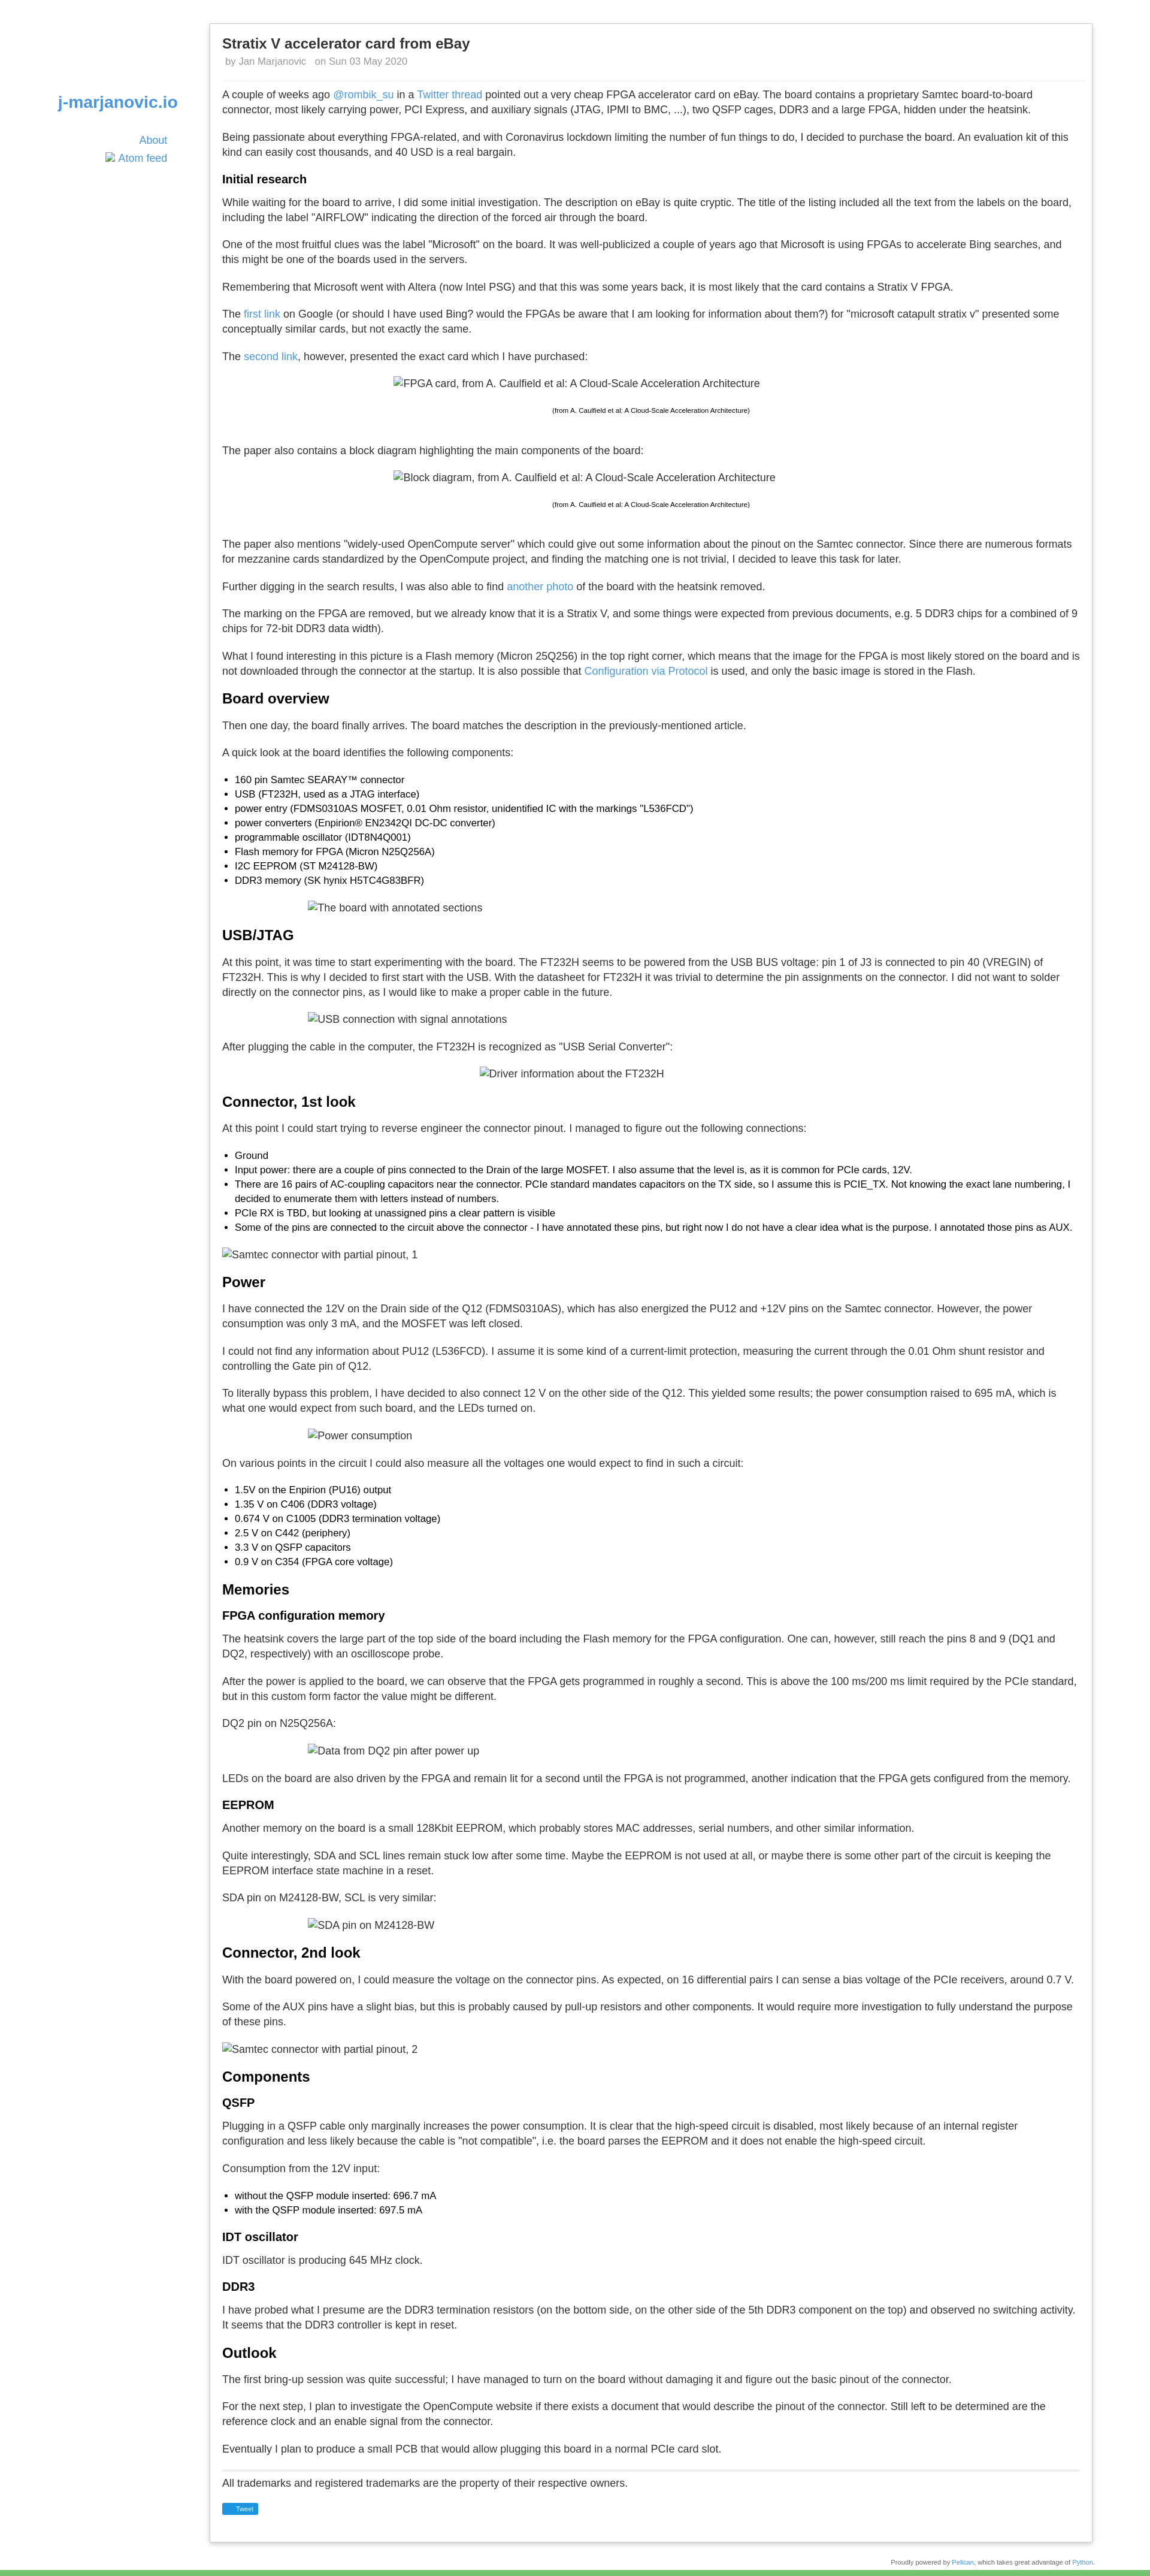 j-marjanovic.io
About
Atom feed
Stratix V accelerator card from eBay
by Jan Marjanovic on Sun 03 May 2020
A couple of weeks ago @rombik_su in a Twitter thread pointed out a very cheap FPGA accelerator card on eBay. The board contains a proprietary Samtec board-to-board
connector, most likely carrying power, PCI Express, and auxiliary signals (JTAG, IPMI to BMC, ...), two QSFP cages, DDR3 and a large FPGA, hidden under the heatsink.
Being passionate about everything FPGA-related, and with Coronavirus lockdown limiting the number of fun things to do, I decided to purchase the board. An evaluation kit of this
kind can easily cost thousands, and 40 USD is a real bargain.
Initial research
While waiting for the board to arrive, I did some initial investigation. The description on eBay is quite cryptic. The title of the listing included all the text from the labels on the board,
including the label "AIRFLOW" indicating the direction of the forced air through the board.
One of the most fruitful clues was the label "Microsoft" on the board. It was well-publicized a couple of years ago that Microsoft is using FPGAs to accelerate Bing searches, and
this might be one of the boards used in the servers.
Remembering that Microsoft went with Altera (now Intel PSG) and that this was some years back, it is most likely that the card contains a Stratix V FPGA.
The first link on Google (or should I have used Bing? would the FPGAs be aware that I am looking for information about them?) for "microsoft catapult stratix v" presented some
conceptually similar cards, but not exactly the same.
The second link, however, presented the exact card which I have purchased:
FPGA card, from A. Caulfield et al: A Cloud-Scale Acceleration Architecture
(from A. Caulfield et al: A Cloud-Scale Acceleration Architecture)
The paper also contains a block diagram highlighting the main components of the board:
Block diagram, from A. Caulfield et al: A Cloud-Scale Acceleration Architecture
(from A. Caulfield et al: A Cloud-Scale Acceleration Architecture)
The paper also mentions "widely-used OpenCompute server" which could give out some information about the pinout on the Samtec connector. Since there are numerous formats
for mezzanine cards standardized by the OpenCompute project, and finding the matching one is not trivial, I decided to leave this task for later.
Further digging in the search results, I was also able to find another photo of the board with the heatsink removed.
The marking on the FPGA are removed, but we already know that it is a Stratix V, and some things were expected from previous documents, e.g. 5 DDR3 chips for a combined of 9
chips for 72-bit DDR3 data width).
What I found interesting in this picture is a Flash memory (Micron 25Q256) in the top right corner, which means that the image for the FPGA is most likely stored on the board and is
not downloaded through the connector at the startup. It is also possible that Configuration via Protocol is used, and only the basic image is stored in the Flash.
Board overview
Then one day, the board finally arrives. The board matches the description in the previously-mentioned article.
A quick look at the board identifies the following components:
• 160 pin Samtec SEARAY™ connector
• USB (FT232H, used as a JTAG interface)
• power entry (FDMS0310AS MOSFET, 0.01 Ohm resistor, unidentified IC with the markings "L536FCD")
• power converters (Enpirion® EN2342QI DC-DC converter)
• programmable oscillator (IDT8N4Q001)
• Flash memory for FPGA (Micron N25Q256A)
• I2C EEPROM (ST M24128-BW)
• DDR3 memory (SK hynix H5TC4G83BFR)
The board with annotated sections
USB/JTAG
At this point, it was time to start experimenting with the board. The FT232H seems to be powered from the USB BUS voltage: pin 1 of J3 is connected to pin 40 (VREGIN) of
FT232H. This is why I decided to first start with the USB. With the datasheet for FT232H it was trivial to determine the pin assignments on the connector. I did not want to solder
directly on the connector pins, as I would like to make a proper cable in the future.
USB connection with signal annotations
After plugging the cable in the computer, the FT232H is recognized as "USB Serial Converter":
Driver information about the FT232H
Connector, 1st look
At this point I could start trying to reverse engineer the connector pinout. I managed to figure out the following connections:
• Ground
• Input power: there are a couple of pins connected to the Drain of the large MOSFET. I also assume that the level is, as it is common for PCIe cards, 12V.
• There are 16 pairs of AC-coupling capacitors near the connector. PCIe standard mandates capacitors on the TX side, so I assume this is PCIE_TX. Not knowing the exact lane numbering, I
decided to enumerate them with letters instead of numbers.
• PCIe RX is TBD, but looking at unassigned pins a clear pattern is visible
• Some of the pins are connected to the circuit above the connector - I have annotated these pins, but right now I do not have a clear idea what is the purpose. I annotated those pins as AUX.
Samtec connector with partial pinout, 1
Power
I have connected the 12V on the Drain side of the Q12 (FDMS0310AS), which has also energized the PU12 and +12V pins on the Samtec connector. However, the power
consumption was only 3 mA, and the MOSFET was left closed.
I could not find any information about PU12 (L536FCD). I assume it is some kind of a current-limit protection, measuring the current through the 0.01 Ohm shunt resistor and
controlling the Gate pin of Q12.
To literally bypass this problem, I have decided to also connect 12 V on the other side of the Q12. This yielded some results; the power consumption raised to 695 mA, which is
what one would expect from such board, and the LEDs turned on.
Power consumption
On various points in the circuit I could also measure all the voltages one would expect to find in such a circuit:
• 1.5V on the Enpirion (PU16) output
• 1.35 V on C406 (DDR3 voltage)
• 0.674 V on C1005 (DDR3 termination voltage)
• 2.5 V on C442 (periphery)
• 3.3 V on QSFP capacitors
• 0.9 V on C354 (FPGA core voltage)
Memories
FPGA configuration memory
The heatsink covers the large part of the top side of the board including the Flash memory for the FPGA configuration. One can, however, still reach the pins 8 and 9 (DQ1 and
DQ2, respectively) with an oscilloscope probe.
After the power is applied to the board, we can observe that the FPGA gets programmed in roughly a second. This is above the 100 ms/200 ms limit required by the PCIe standard,
but in this custom form factor the value might be different.
DQ2 pin on N25Q256A:
Data from DQ2 pin after power up
LEDs on the board are also driven by the FPGA and remain lit for a second until the FPGA is not programmed, another indication that the FPGA gets configured from the memory.
EEPROM
Another memory on the board is a small 128Kbit EEPROM, which probably stores MAC addresses, serial numbers, and other similar information.
Quite interestingly, SDA and SCL lines remain stuck low after some time. Maybe the EEPROM is not used at all, or maybe there is some other part of the circuit is keeping the
EEPROM interface state machine in a reset.
SDA pin on M24128-BW, SCL is very similar:
SDA pin on M24128-BW
Connector, 2nd look
With the board powered on, I could measure the voltage on the connector pins. As expected, on 16 differential pairs I can sense a bias voltage of the PCIe receivers, around 0.7 V.
Some of the AUX pins have a slight bias, but this is probably caused by pull-up resistors and other components. It would require more investigation to fully understand the purpose
of these pins.
Samtec connector with partial pinout, 2
Components
QSFP
Plugging in a QSFP cable only marginally increases the power consumption. It is clear that the high-speed circuit is disabled, most likely because of an internal register
configuration and less likely because the cable is "not compatible", i.e. the board parses the EEPROM and it does not enable the high-speed circuit.
Consumption from the 12V input:
• without the QSFP module inserted: 696.7 mA
• with the QSFP module inserted: 697.5 mA
IDT oscillator
IDT oscillator is producing 645 MHz clock.
DDR3
I have probed what I presume are the DDR3 termination resistors (on the bottom side, on the other side of the 5th DDR3 component on the top) and observed no switching activity.
It seems that the DDR3 controller is kept in reset.
Outlook
The first bring-up session was quite successful; I have managed to turn on the board without damaging it and figure out the basic pinout of the connector.
For the next step, I plan to investigate the OpenCompute website if there exists a document that would describe the pinout of the connector. Still left to be determined are the
reference clock and an enable signal from the connector.
Eventually I plan to produce a small PCB that would allow plugging this board in a normal PCIe card slot.
All trademarks and registered trademarks are the property of their respective owners.
Tweet
Proudly powered by Pelican, which takes great advantage of Python.